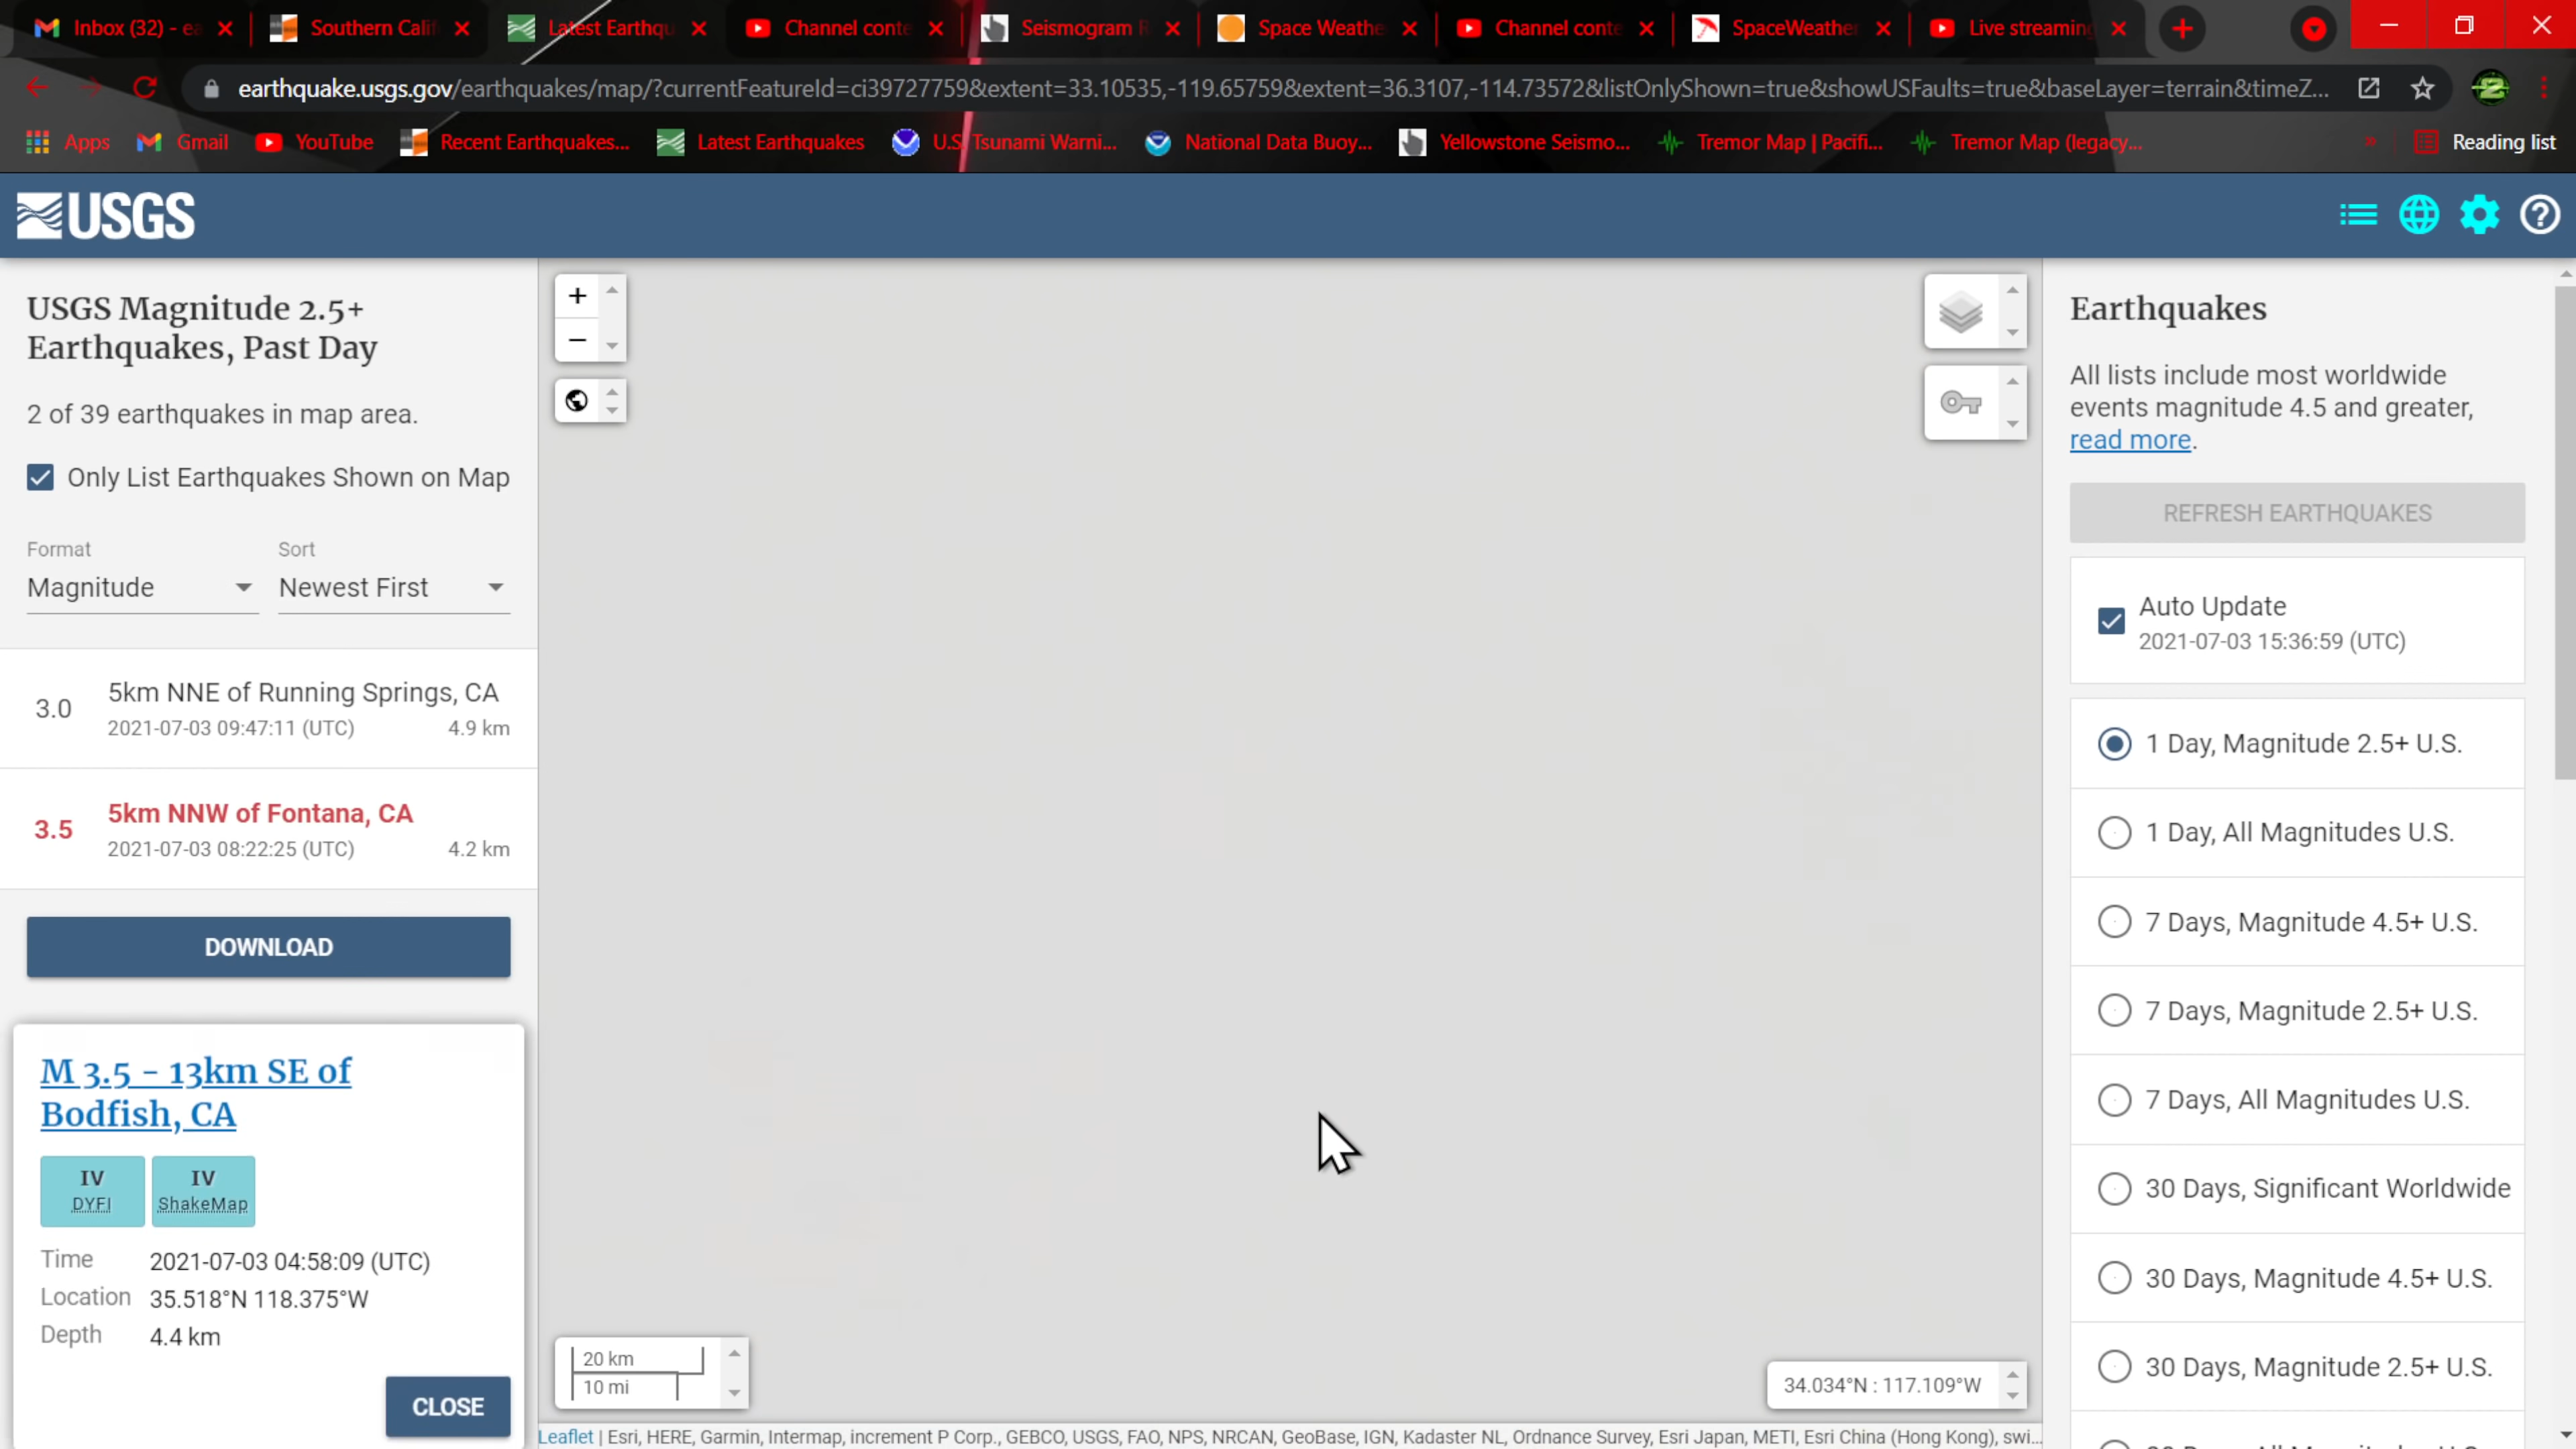 Inbox (32) - ea
Southern Calif
Latest Earthqu
Channel conte
Seismogram R
Space Weathe
Channel conte
SpaceWeather
Live streaming
earthquake.usgs.gov/earthquakes/map/?currentFeatureId=ci39727759&extent=33.10535,-119.65759&extent=36.3107,-114.73572&listOnlyShown=true&showUSFaults=true&baseLayer=terrain&timeZ...
Apps
Gmail
YouTube
Recent Earthquakes...
Latest Earthquakes
U.S. Tsunami Warni...
National Data Buoy...
Yellowstone Seismo...
Tremor Map | Pacifi...
Tremor Map (legacy...
»
Reading list
USGS
USGS Magnitude 2.5+
Earthquakes, Past Day
2 of 39 earthquakes in map area.
Only List Earthquakes Shown on Map
Format
Sort
Magnitude
Newest First
3.0
5km NNE of Running Springs, CA
2021-07-03 09:47:11 (UTC)
4.9 km
3.5
5km NNW of Fontana, CA
2021-07-03 08:22:25 (UTC)
4.2 km
DOWNLOAD
M 3.5 - 13km SE of
Bodfish, CA
IV
DYFI
IV
ShakeMap
Time 2021-07-03 04:58:09 (UTC)
Location 35.518°N 118.375°W
Depth 4.4 km
CLOSE
+
−
20 km
10 mi
34.034°N : 117.109°W
Leaflet | Esri, HERE, Garmin, Intermap, increment P Corp., GEBCO, USGS, FAO, NPS, NRCAN, GeoBase, IGN, Kadaster NL, Ordnance Survey, Esri Japan, METI, Esri China (Hong Kong), swi...
Earthquakes
All lists include most worldwide
events magnitude 4.5 and greater,
read more.
REFRESH EARTHQUAKES
Auto Update
2021-07-03 15:36:59 (UTC)
1 Day, Magnitude 2.5+ U.S.
1 Day, All Magnitudes U.S.
7 Days, Magnitude 4.5+ U.S.
7 Days, Magnitude 2.5+ U.S.
7 Days, All Magnitudes U.S.
30 Days, Significant Worldwide
30 Days, Magnitude 4.5+ U.S.
30 Days, Magnitude 2.5+ U.S.